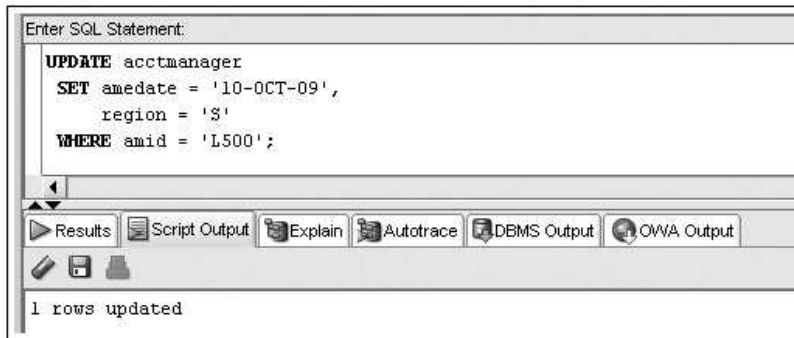 Enter SQL Statement:
UPDATE acctmanager
SET amedate = '10-OCT-09',
region = 'S'
WHERE amid = 'L500';
Results Script Output Explain Autotrace DBMS Output OWA Output
1 rows updated